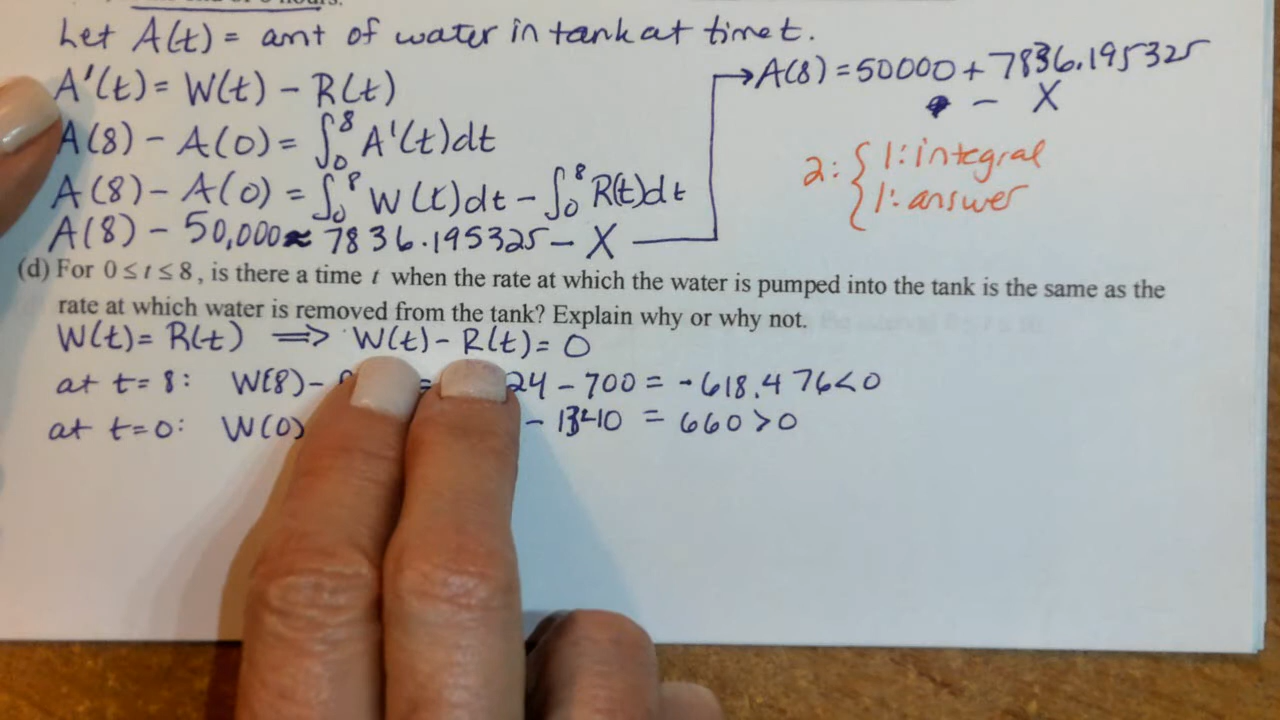 Let A(t) = amt of water in tank at time t.
A'(t) = W(t) - R(t)
A(8) - A(0) = ∫₀⁸ A'(t)dt
A(8) - A(0) = ∫₀⁸ W(t)dt - ∫₀⁸ R(t)dt
A(8) - 50,000 ≈ 7836.195325 - X
→ A(8) = 50000 + 7836.195325
- X
2: { 1: integral
1: answer
(d) For 0 ≤ t ≤ 8, is there a time t when the rate at which the water is pumped into the tank is the same as the
rate at which water is removed from the tank? Explain why or why not.
W(t) = R(t) ⟹ W(t) - R(t) = 0
at t = 8: W(8) - 24 - 700 = -618.476 < 0
at t = 0: W(0) - 1340 = 660 > 0